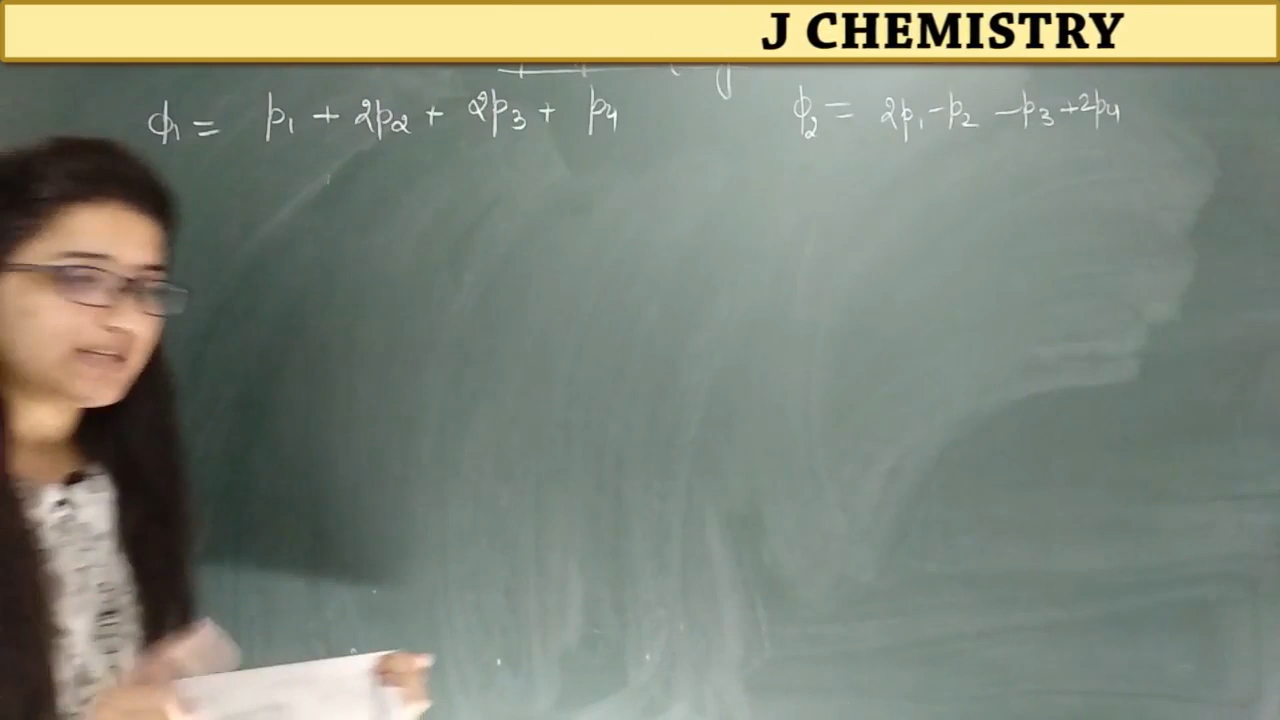 J CHEMISTRY
ϕ₁ = p₁ + 2p₂ + 2p₃ + p₄
ϕ₂ = 2p₁ - p₂ - p₃ + 2p₄